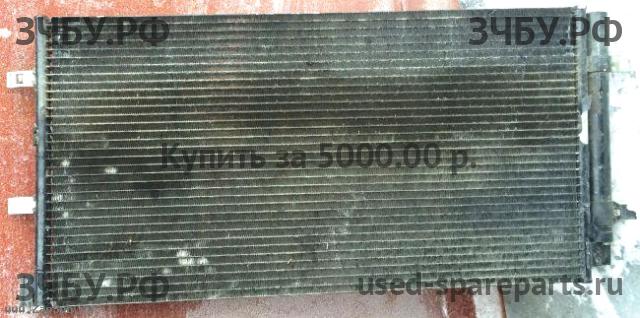 ЗЧБУ.РФ ЗЧБУ.РФ
Купить за 5000.00 р.
ЗЧБУ.РФ used-spareparts.ru